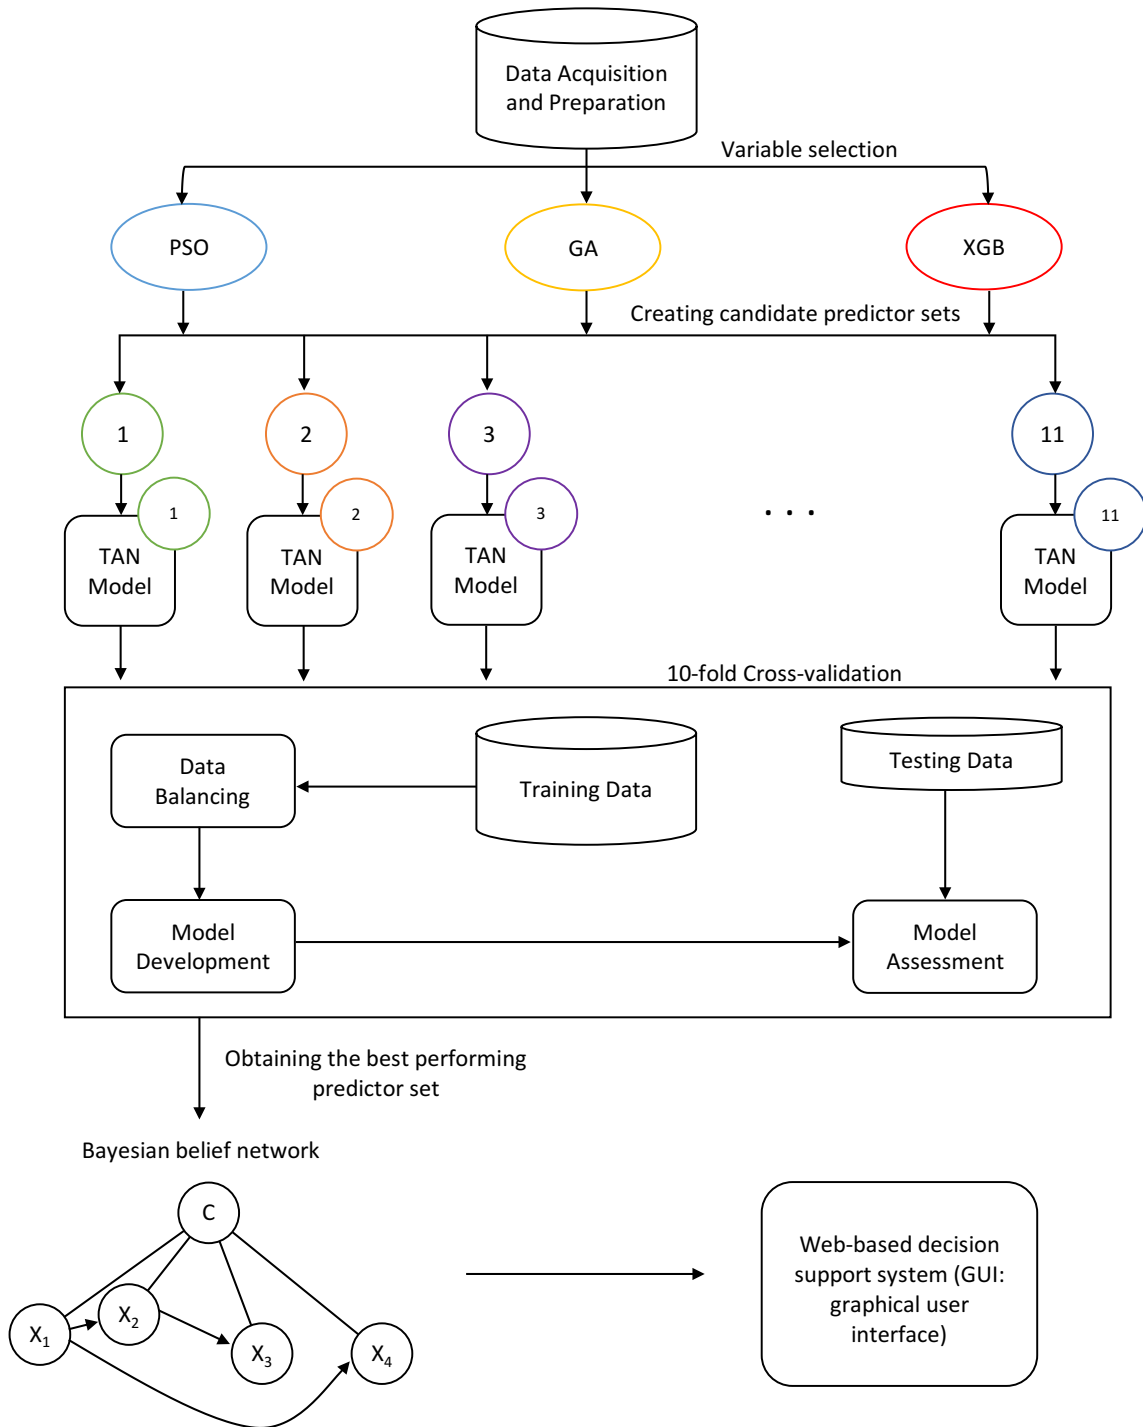 Data Acquisition
and Preparation
Variable selection
PSO
GA
XGB
Creating candidate predictor sets
1
2
3
11
1
2
3
11
. . .
TAN
Model
TAN
Model
TAN
Model
TAN
Model
10-fold Cross-validation
Data
Balancing
Training Data
Testing Data
Model
Development
Model
Assessment
Obtaining the best performing
predictor set
Bayesian belief network
C
X₁
X₂
X₃
X₄
Web-based decision
support system (GUI:
graphical user
interface)